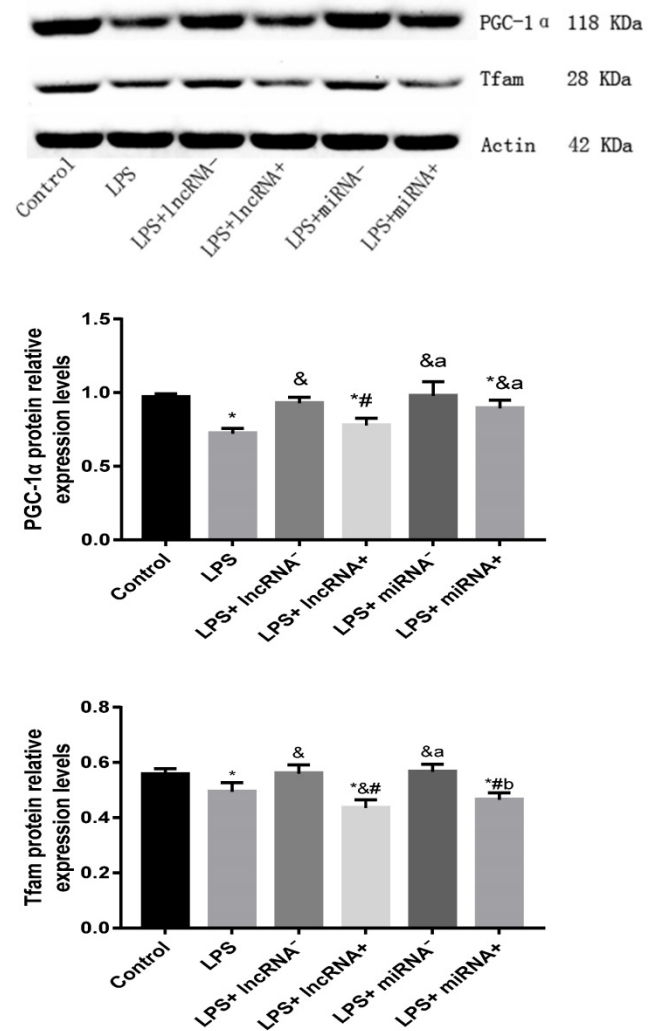 PGC-1α 118 KDa
Tfam 28 KDa
Actin 42 KDa
Control
LPS
LPS+lncRNA-
LPS+lncRNA+
LPS+miRNA-
LPS+miRNA+
PGC-1α protein relative
expression levels
1.5
1.0
0.5
0.0
*
&
*#
&a
*&a
Control
LPS
LPS+ lncRNA⁻
LPS+ lncRNA+
LPS+ miRNA⁻
LPS+ miRNA+
Tfam protein relative
expression levels
0.8
0.6
0.4
0.2
0.0
*
&
*&#
&a
*#b
Control
LPS
LPS+ lncRNA⁻
LPS+ lncRNA+
LPS+ miRNA⁻
LPS+ miRNA+